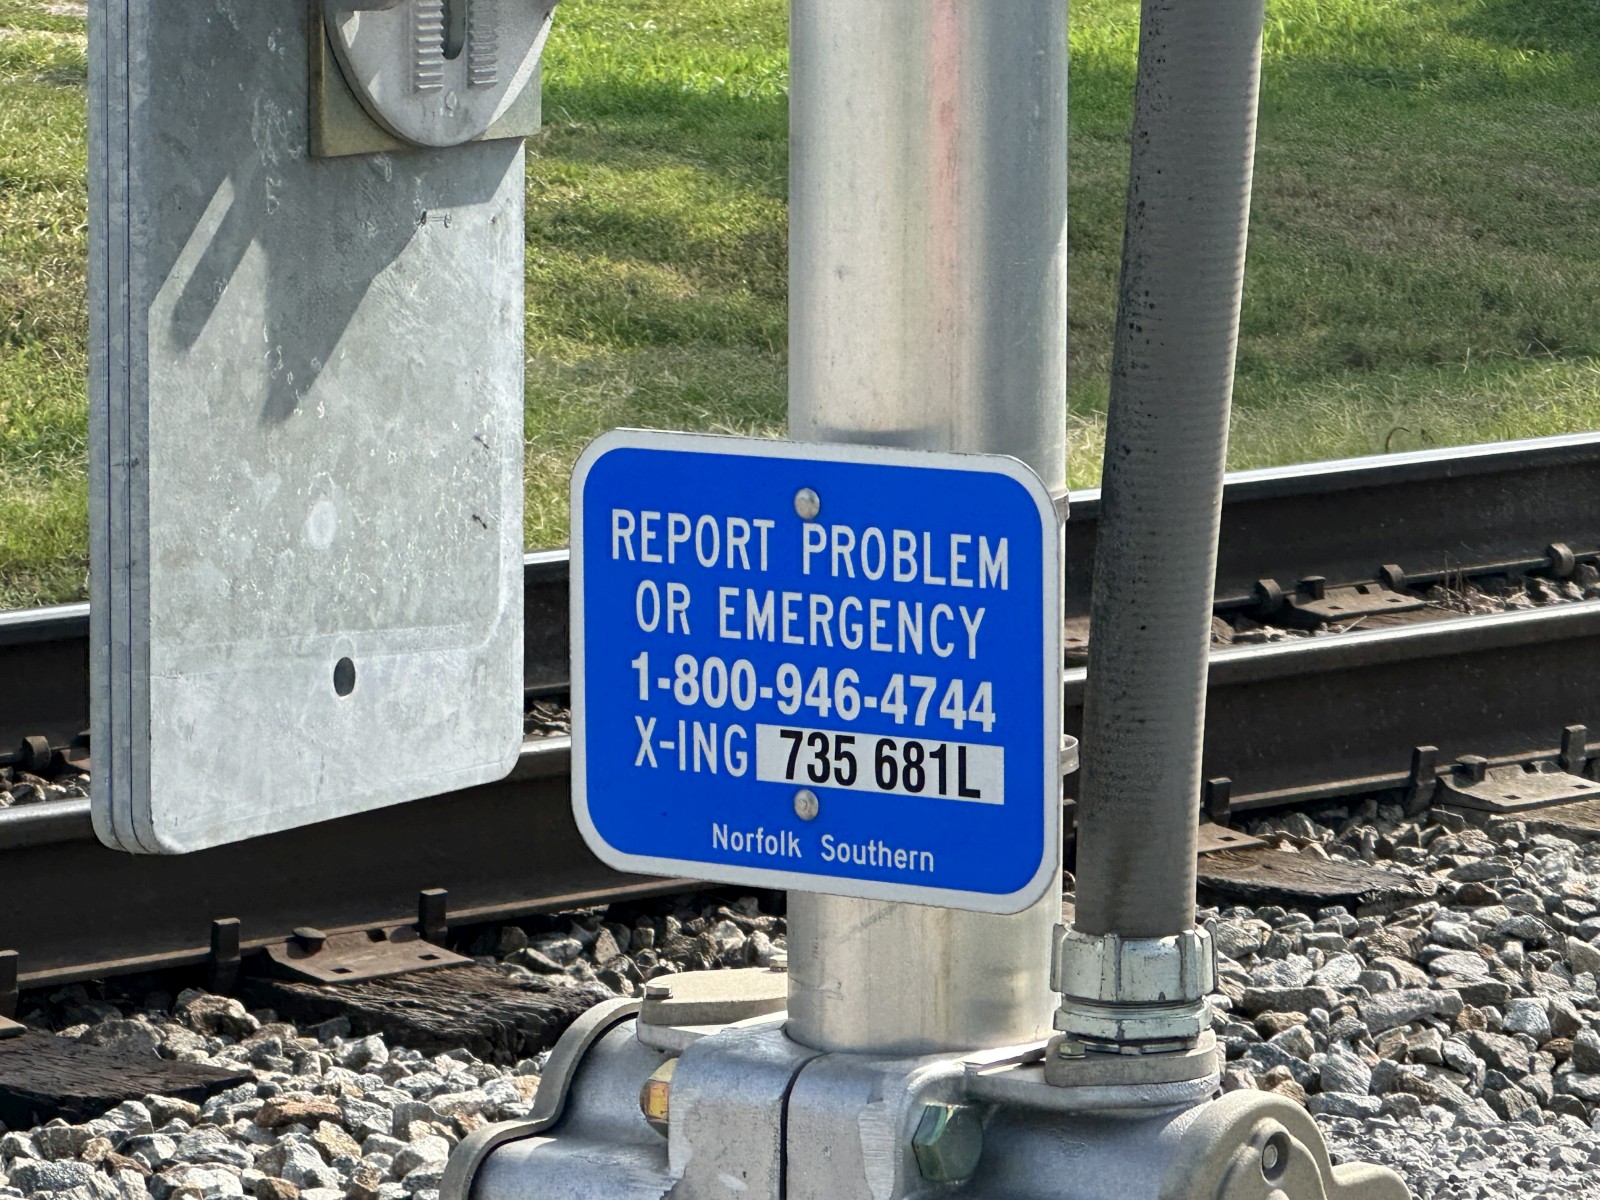 REPORT PROBLEM
OR EMERGENCY
1-800-946-4744
X-ING 735 681L
Norfolk Southern